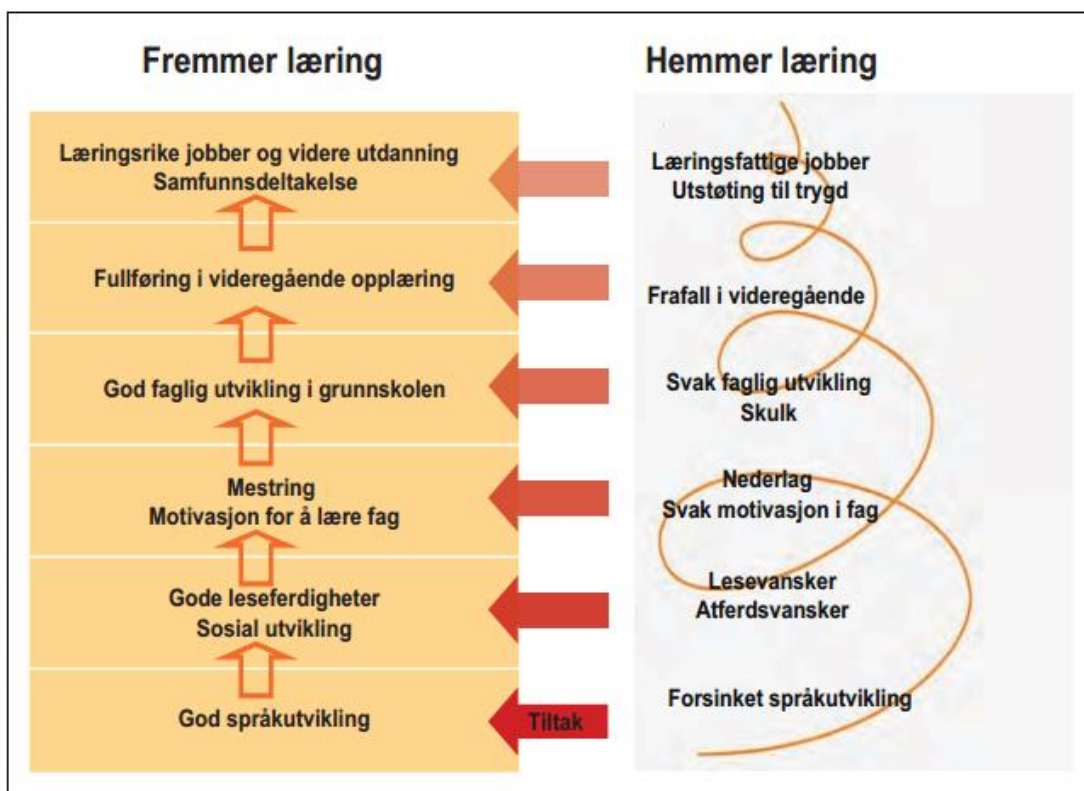 Fremmer læring
Læringsrike jobber og videre utdanning
Samfunnsdeltakelse
Fullføring i videregående opplæring
God faglig utvikling i grunnskolen
Mestring
Motivasjon for å lære fag
Gode leseferdigheter
Sosial utvikling
God språkutvikling
Tiltak
Hemmer læring
Læringsfattige jobber
Utstøting til trygd
Frafall i videregående
Svak faglig utvikling
Skulk
Nederlag
Svak motivasjon i fag
Lesevansker
Atferdsvansker
Forsinket språkutvikling